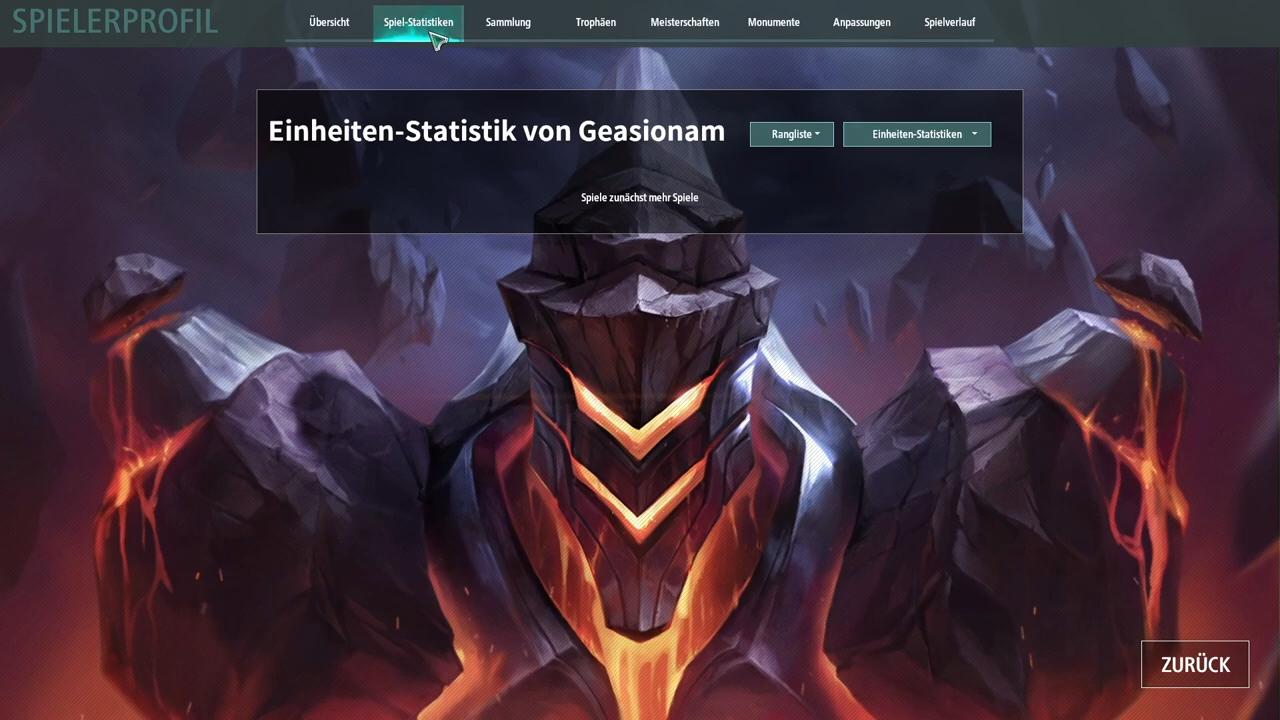 SPIELERPROFIL
Übersicht
Spiel-Statistiken
Sammlung
Trophäen
Meisterschaften
Monumente
Anpassungen
Spielverlauf
Einheiten-Statistik von Geasionam
Rangliste
Einheiten-Statistiken
Spiele zunächst mehr Spiele
ZURÜCK